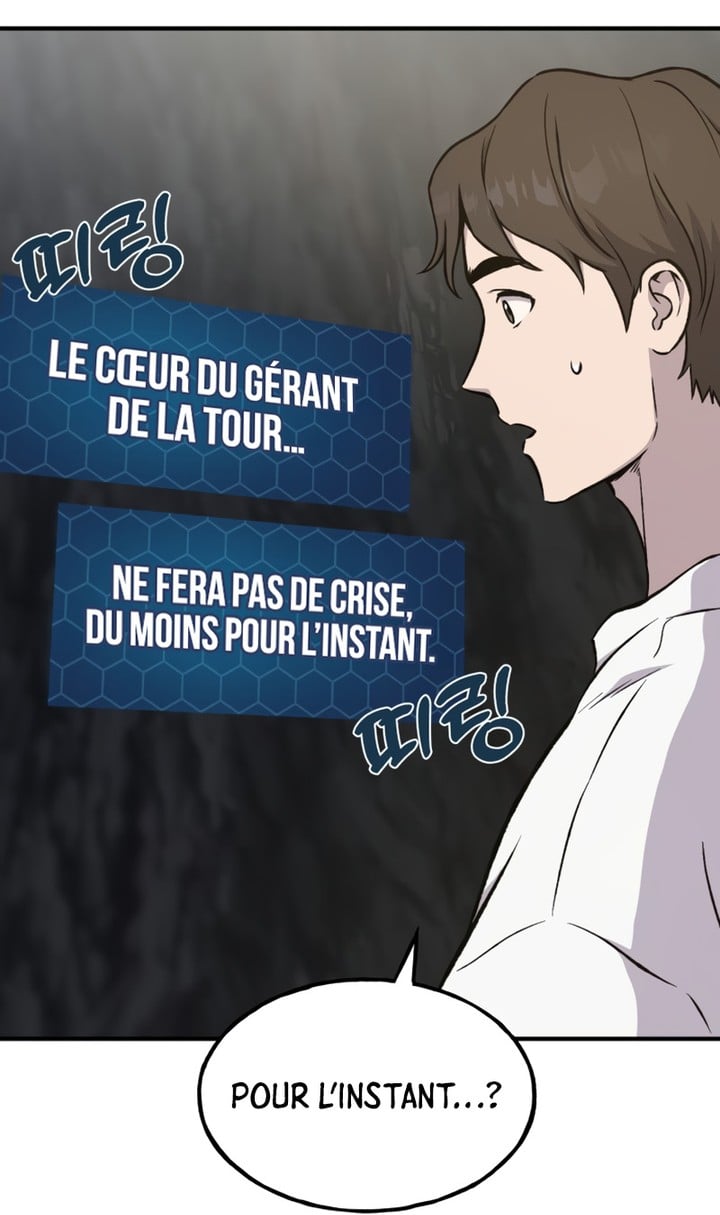 띠링
LE CŒUR DU GÉRANT
DE LA TOUR...
NE FERA PAS DE CRISE,
DU MOINS POUR L'INSTANT.
띠링
POUR L'INSTANT...?